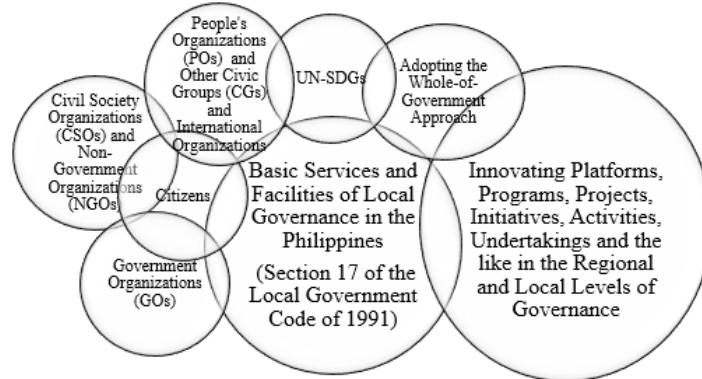 People's
Organizations
(POs) and
Other Civic
Groups (CGs)
and
International
Organizations
UN-SDGs
Adopting the
Whole-of-
Government
Approach
Civil Society
Organizations
(CSOs) and
Non-
Government
Organizations
(NGOs)
Citizens
Government
Organizations
(GOs)
Basic Services and
Facilities of Local
Governance in the
Philippines
(Section 17 of the
Local Government
Code of 1991)
Innovating Platforms,
Programs, Projects,
Initiatives, Activities,
Undertakings and the
like in the Regional
and Local Levels of
Governance